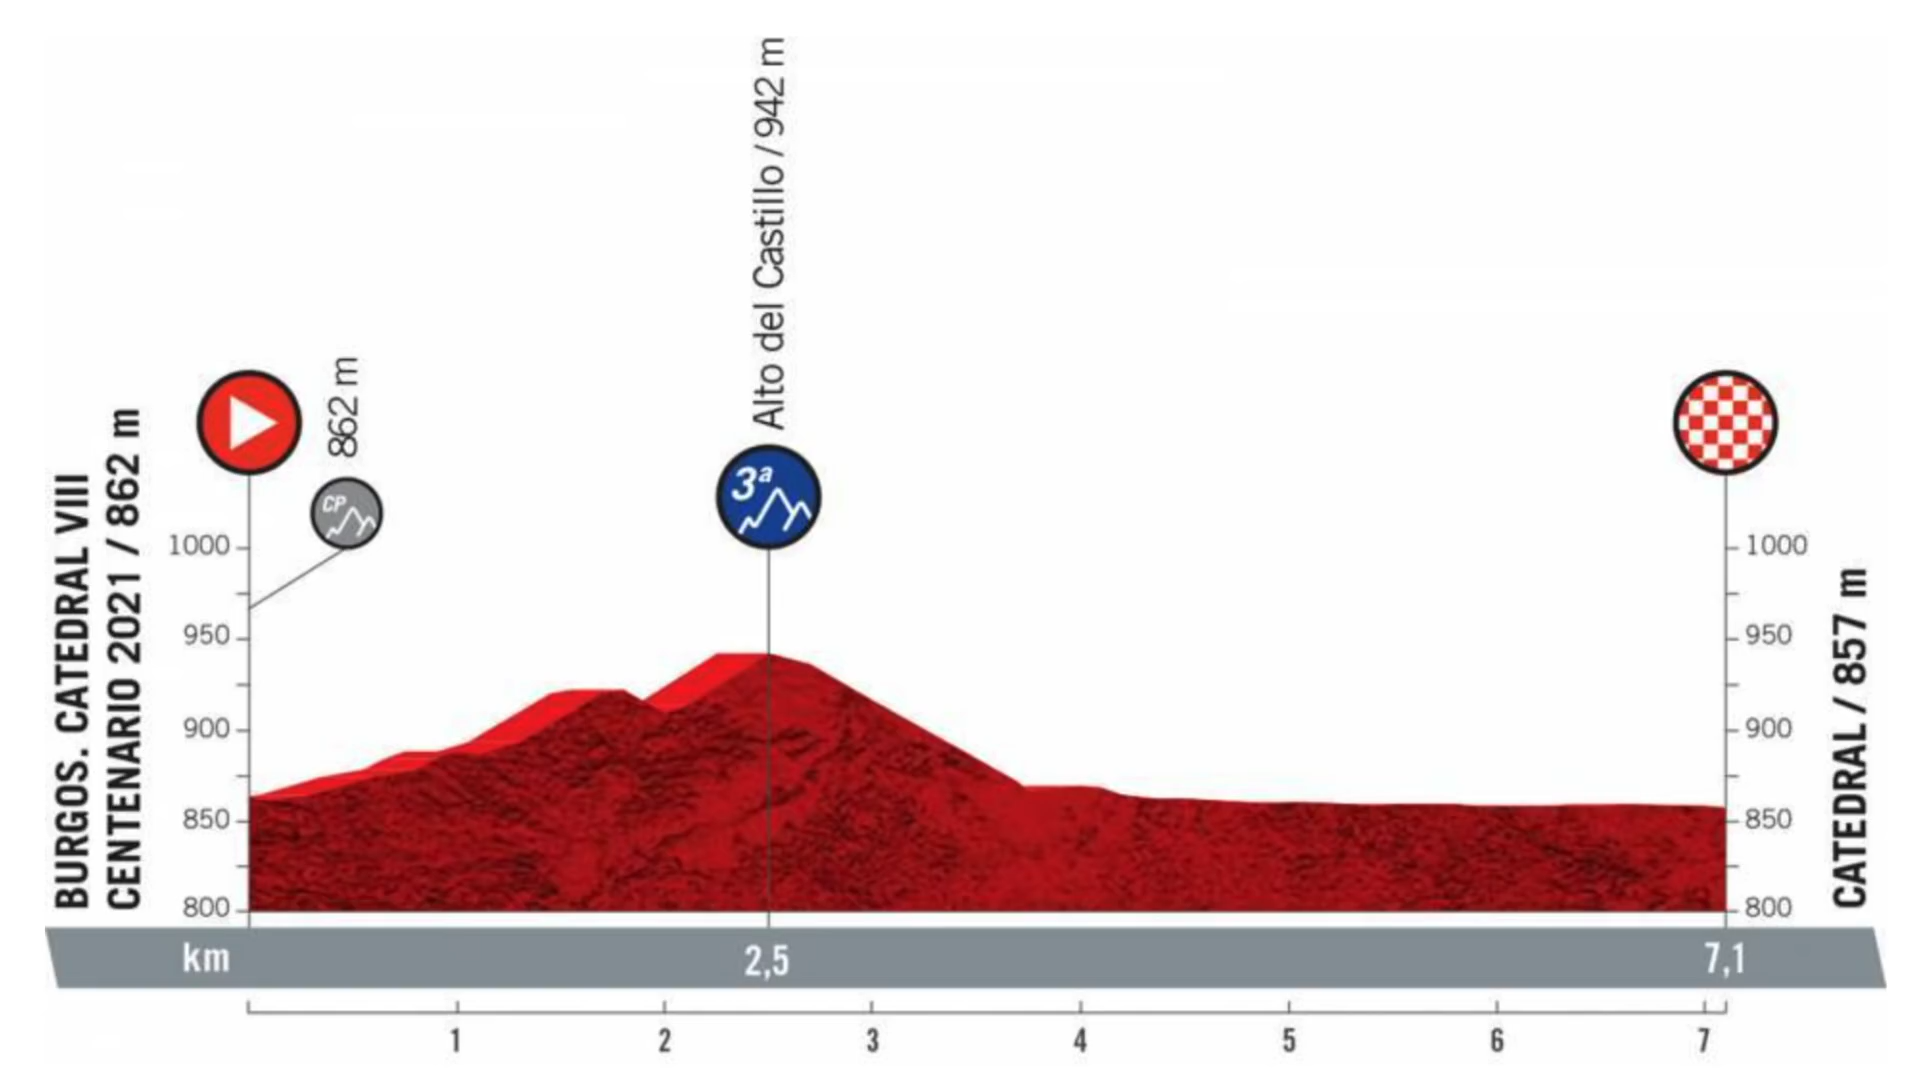 Alto del Castillo / 942 m
862 m
CP
3ª
BURGOS. CATEDRAL VIII
CENTENARIO 2021 / 862 m
1000
950
900
850
800
1000
950
900
850
800
CATEDRAL / 857 m
km
2,5
7,1
1
2
3
4
5
6
7